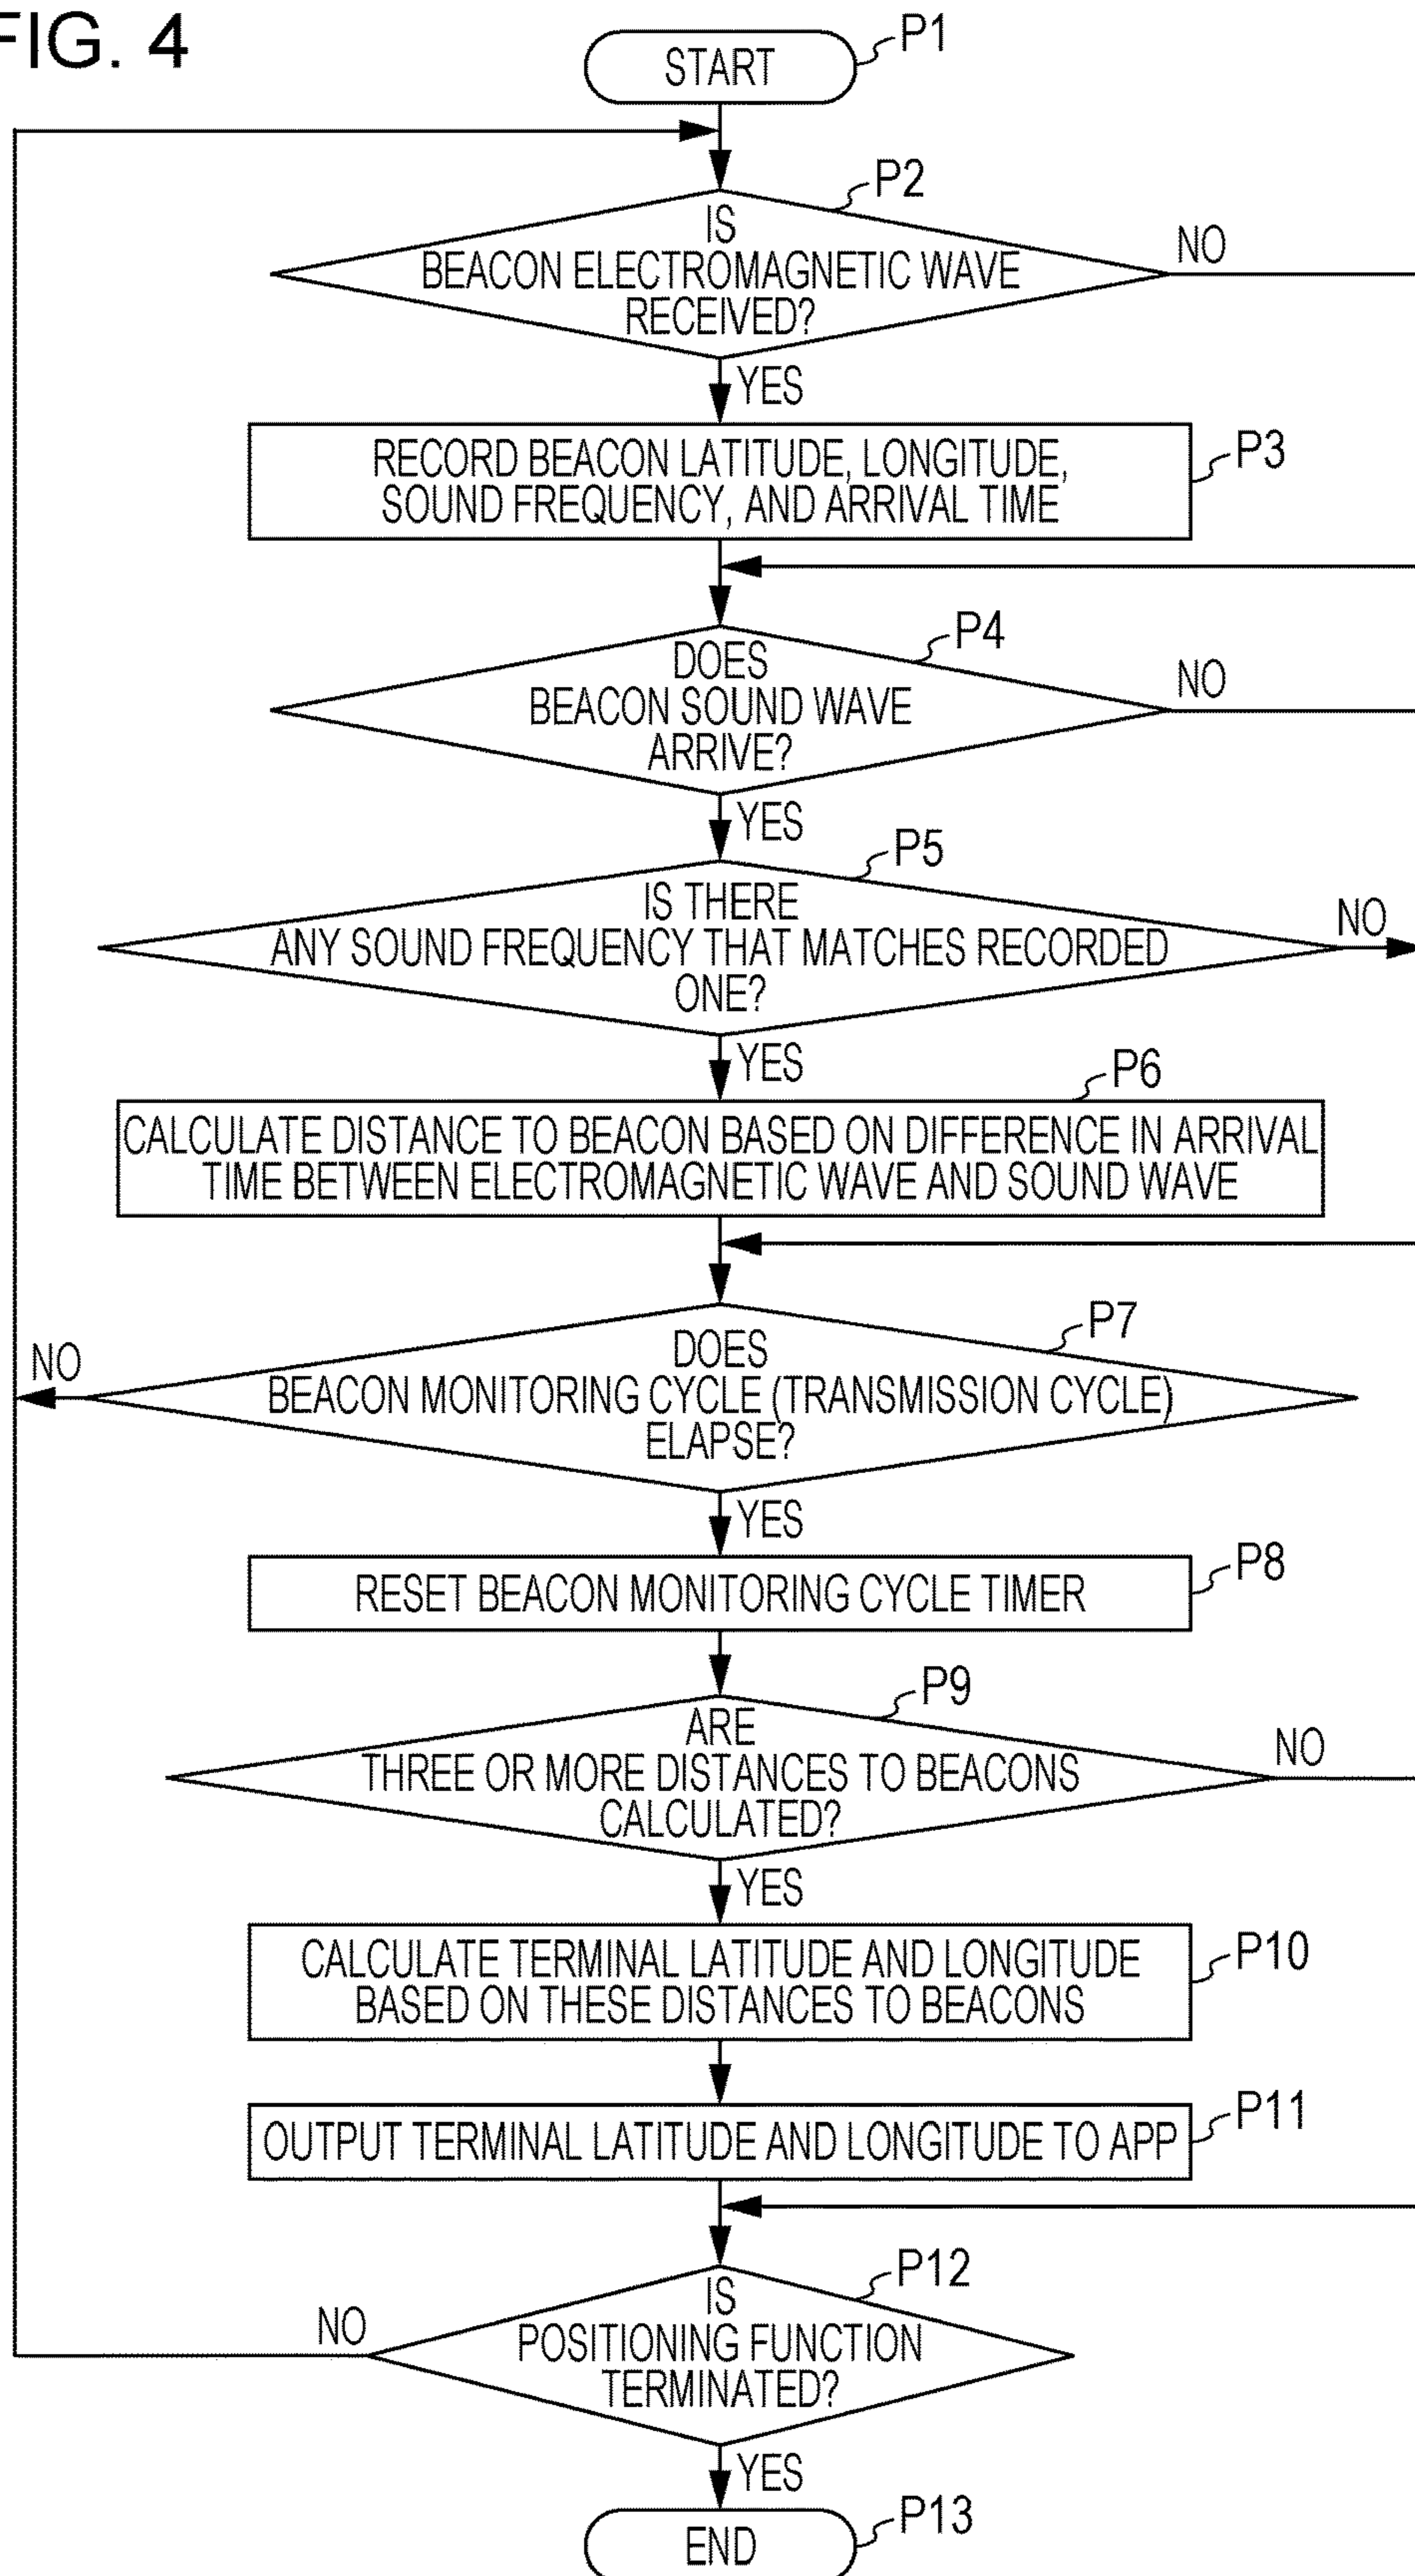 FIG. 4
START
P1
P2
IS
BEACON ELECTROMAGNETIC WAVE
RECEIVED?
NO
YES
RECORD BEACON LATITUDE, LONGITUDE,
SOUND FREQUENCY, AND ARRIVAL TIME
P3
P4
DOES
BEACON SOUND WAVE
ARRIVE?
NO
YES
P5
IS THERE
ANY SOUND FREQUENCY THAT MATCHES RECORDED
ONE?
NO
YES
P6
CALCULATE DISTANCE TO BEACON BASED ON DIFFERENCE IN ARRIVAL
TIME BETWEEN ELECTROMAGNETIC WAVE AND SOUND WAVE
P7
DOES
BEACON MONITORING CYCLE (TRANSMISSION CYCLE)
ELAPSE?
NO
YES
RESET BEACON MONITORING CYCLE TIMER
P8
P9
ARE
THREE OR MORE DISTANCES TO BEACONS
CALCULATED?
NO
YES
CALCULATE TERMINAL LATITUDE AND LONGITUDE
BASED ON THESE DISTANCES TO BEACONS
P10
OUTPUT TERMINAL LATITUDE AND LONGITUDE TO APP
P11
P12
IS
POSITIONING FUNCTION
TERMINATED?
NO
YES
END
P13